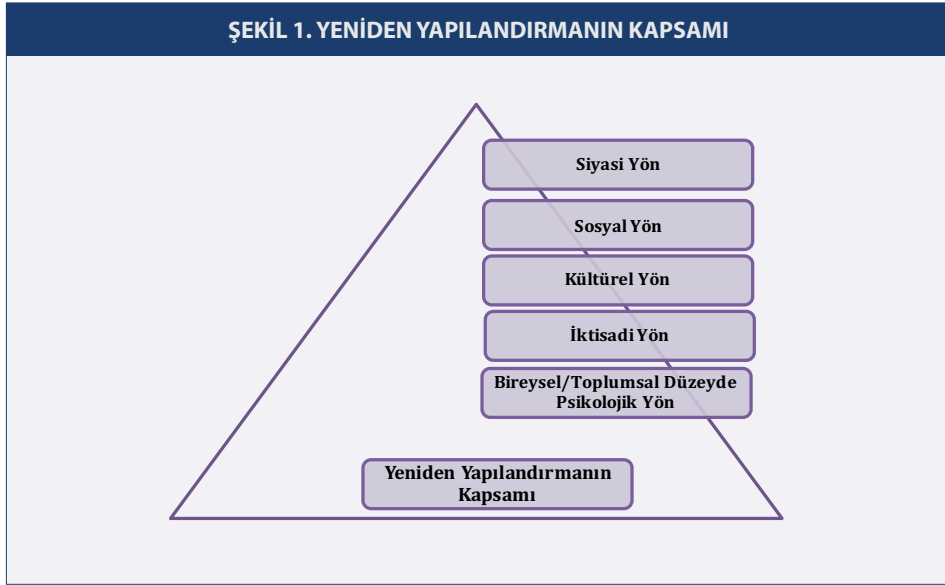 ŞEKİL 1. YENİDEN YAPILANDIRMANIN KAPSAMI
Siyasi Yön
Sosyal Yön
Kültürel Yön
İktisadi Yön
Bireysel/Toplumsal Düzeyde
Psikolojik Yön
Yeniden Yapılandırmanın
Kapsamı